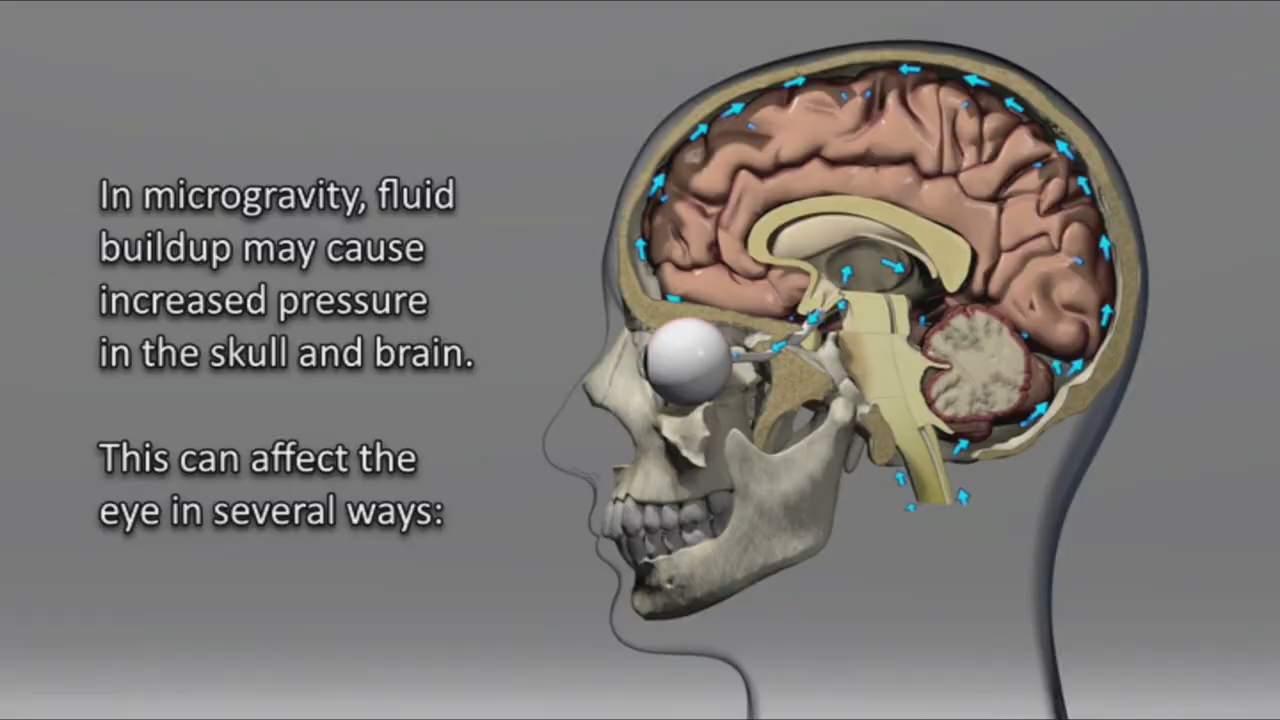 In microgravity, fluid
buildup may cause
increased pressure
in the skull and brain.
This can affect the
eye in several ways: